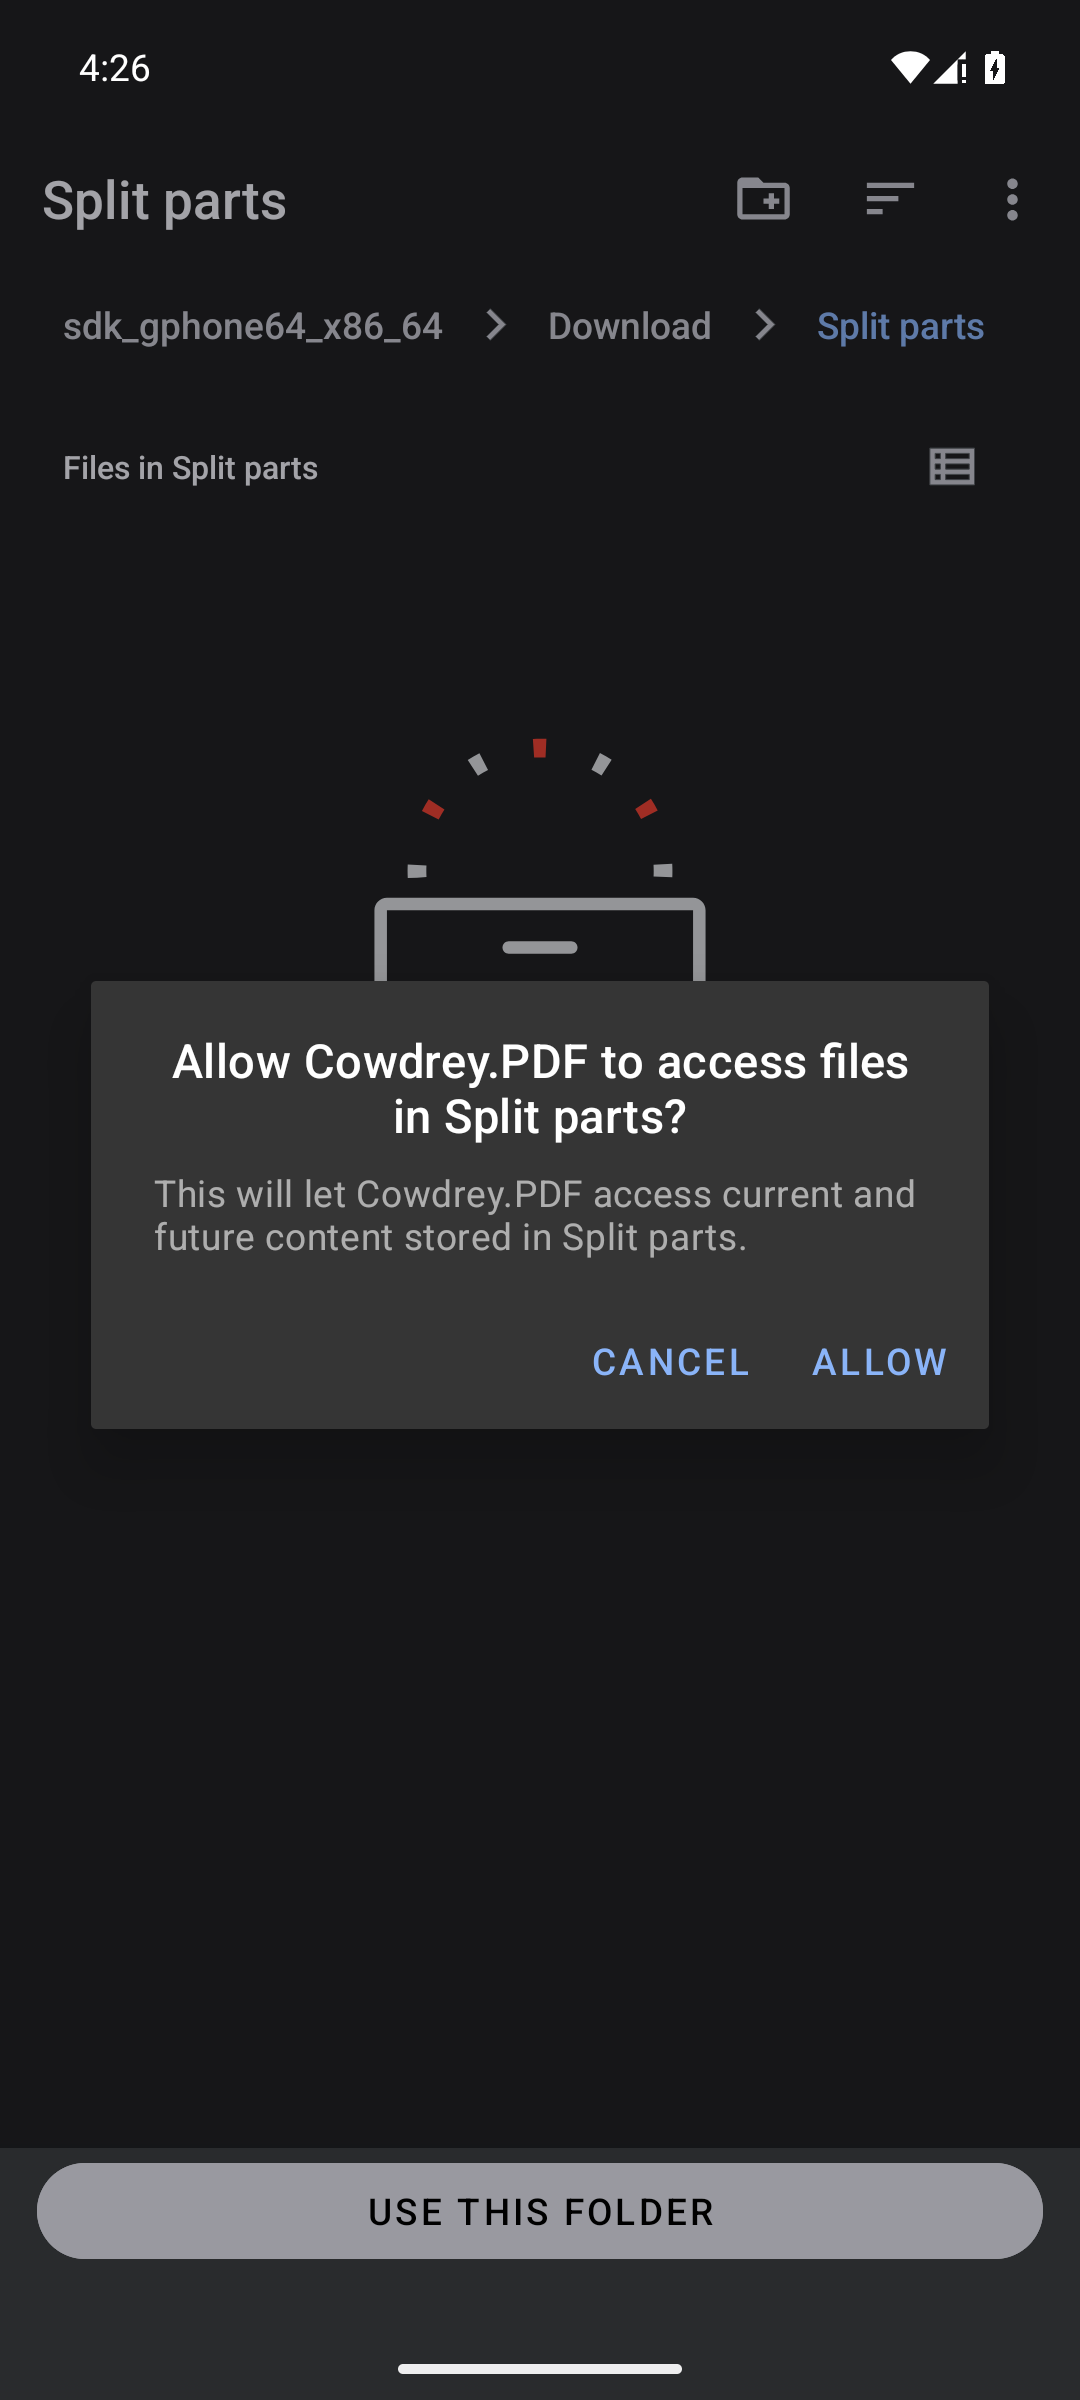 4:26
Split parts
sdk_gphone64_x86_64 Download Split parts
Files in Split parts
Allow Cowdrey.PDF to access files
in Split parts?
This will let Cowdrey.PDF access current and
future content stored in Split parts.
CANCEL ALLOW
USE THIS FOLDER